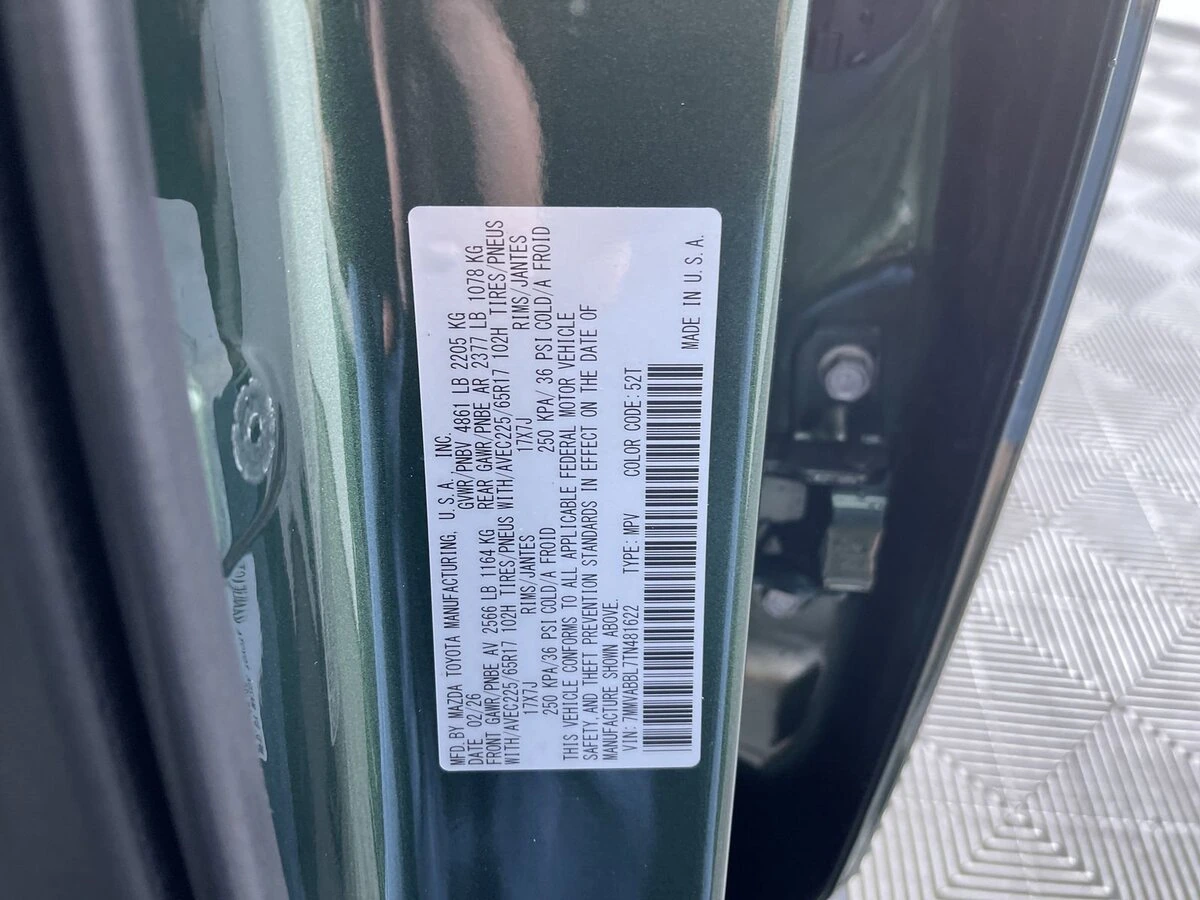 MFD. BY MAZDA TOYOTA MANUFACTURING, U. S. A., INC.
DATE 02/26 GVWR/PNBV 4861 LB 2205 KG
FRONT GAWR/PNBE AV 2566 LB 1164 KG REAR GAWR/PNBE AR 2377 LB 1078 KG
WITH/AVEC225/65R17 102H TIRES/PNEUS WITH/AVEC225/65R17 102H TIRES/PNEUS
17X7J RIMS/JANTES 17X7J RIMS/JANTES
250 KPA/36 PSI COLD/A FROID 250 KPA/ 36 PSI COLD/A FROID
THIS VEHICLE CONFORMS TO ALL APPLICABLE FEDERAL MOTOR VEHICLE
SAFETY, AND THEFT PREVENTION STANDARDS IN EFFECT ON THE DATE OF
MANUFACTURE SHOWN ABOVE.
VIN: 7MMVABBL7TN481622 TYPE: MPV COLOR CODE: 52T
MADE IN U. S. A.